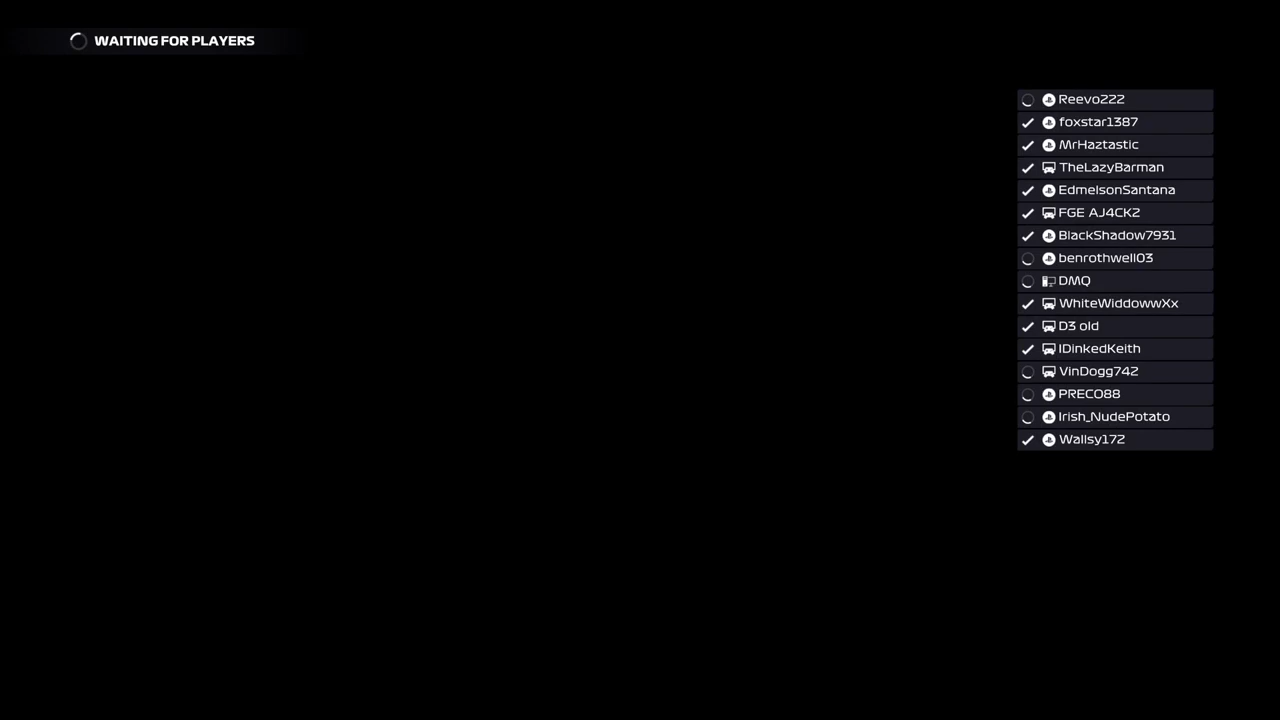 WAITING FOR PLAYERS
Reevo222
foxstar1387
MrHaztastic
TheLazyBarman
EdmelsonSantana
FGE AJ4CK2
BlackShadow7931
benrothwell03
DMQ
WhiteWiddowwXx
D3 old
IDinkedKeith
VinDogg742
PRECO88
Irish_NudePotato
Wallsy172